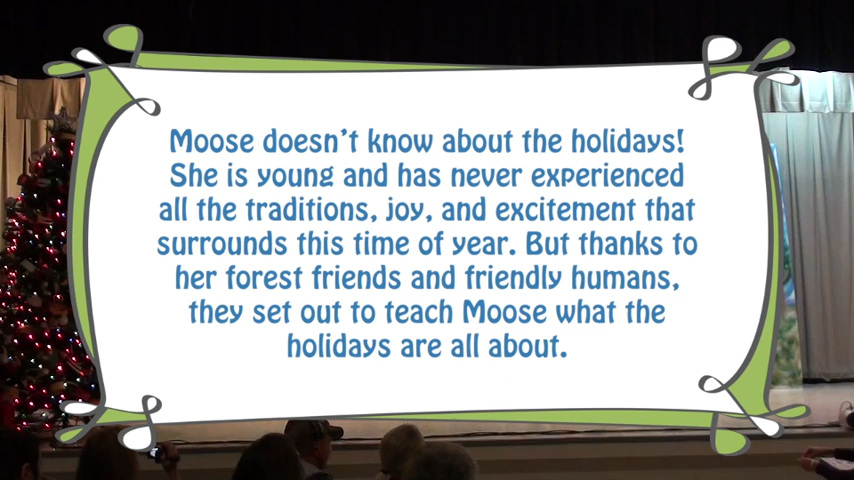 Moose doesn't know about the holidays!
She is young and has never experienced
all the traditions, joy, and excitement that
surrounds this time of year. But thanks to
her forest friends and friendly humans,
they set out to teach Moose what the
holidays are all about.